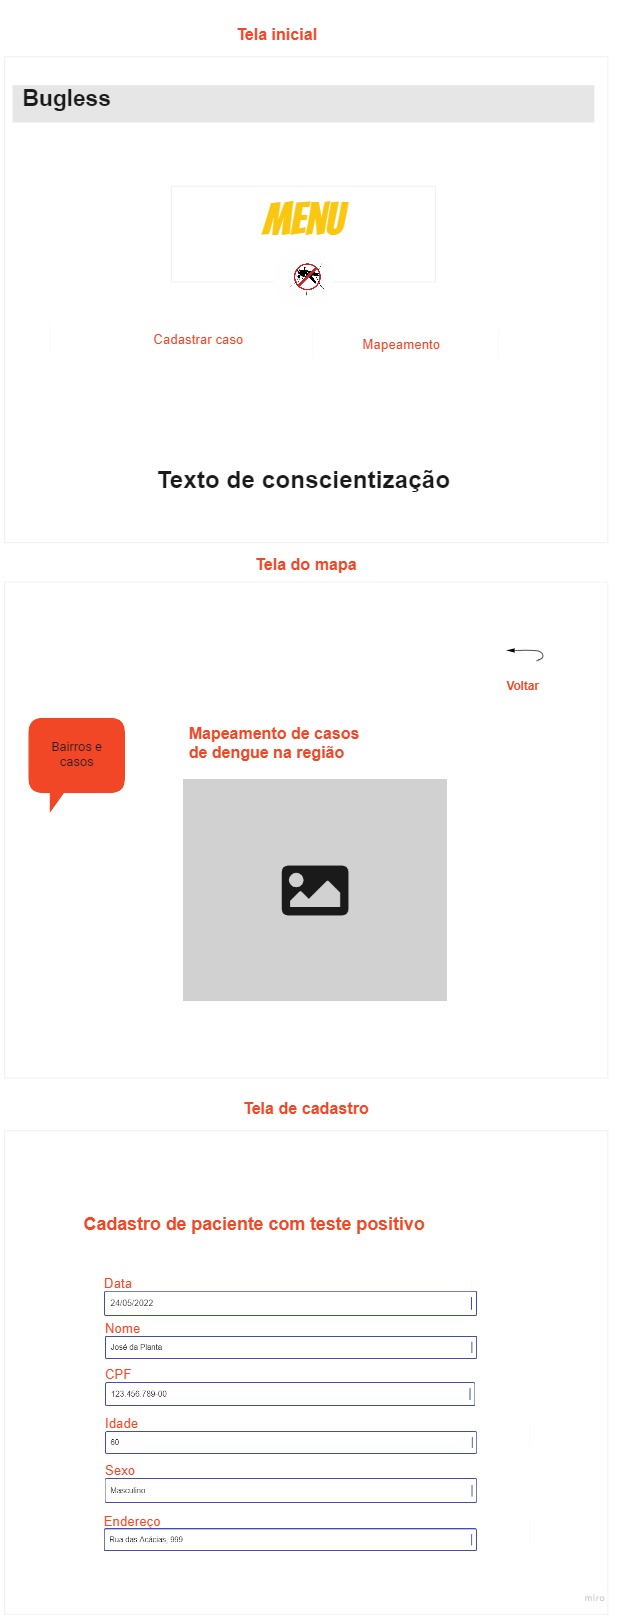 Tela inicial
Bugless
MENU
Cadastrar caso
Mapeamento
Texto de conscientização
Tela do mapa
Voltar
Bairros e
casos
Mapeamento de casos
de dengue na região
Tela de cadastro
Cadastro de paciente com teste positivo
Data
24/05/2022
Nome
José da Planta
CPF
123.456.789-00
Idade
60
Sexo
Masculino
Endereço
Rua das Acácias, 999
miro